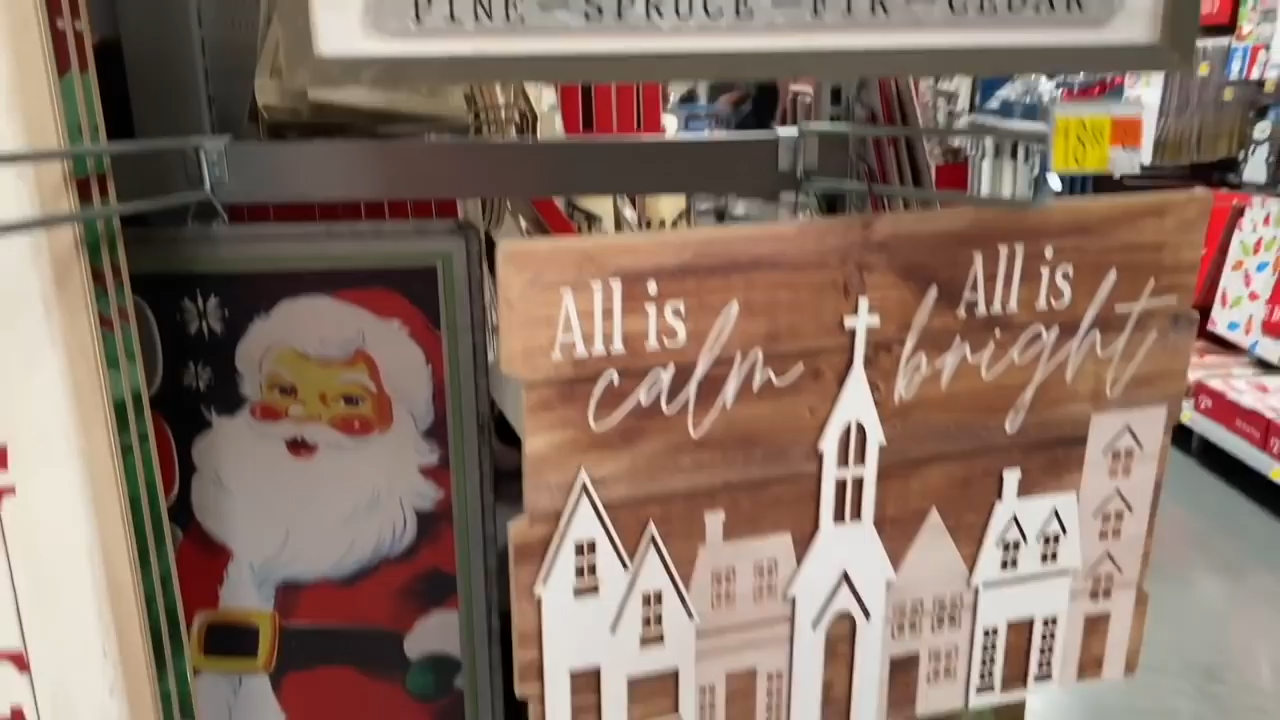 PINE - SPRUCE - FIR - CEDAR
All is
calm
All is
bright